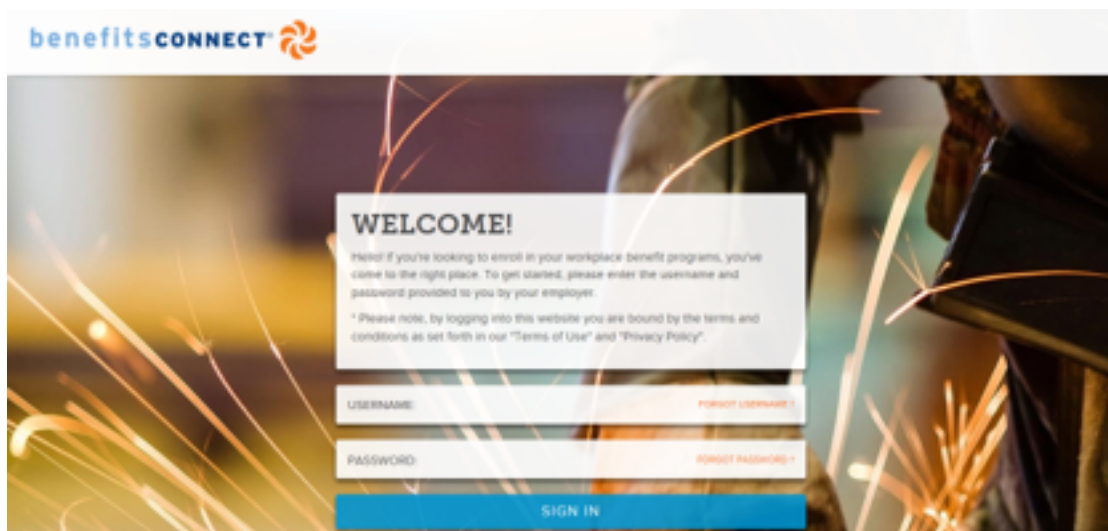 benefitsCONNECT
WELCOME!
Hello! If you're looking to enroll in your workplace benefit programs, you've
come to the right place. To get started, please enter the username and
password provided to you by your employer.
* Please note, by logging into this website you are bound by the terms and
conditions as set forth in our "Terms of Use" and "Privacy Policy".
USERNAME: FORGOT USERNAME ?
PASSWORD: FORGOT PASSWORD ?
SIGN IN